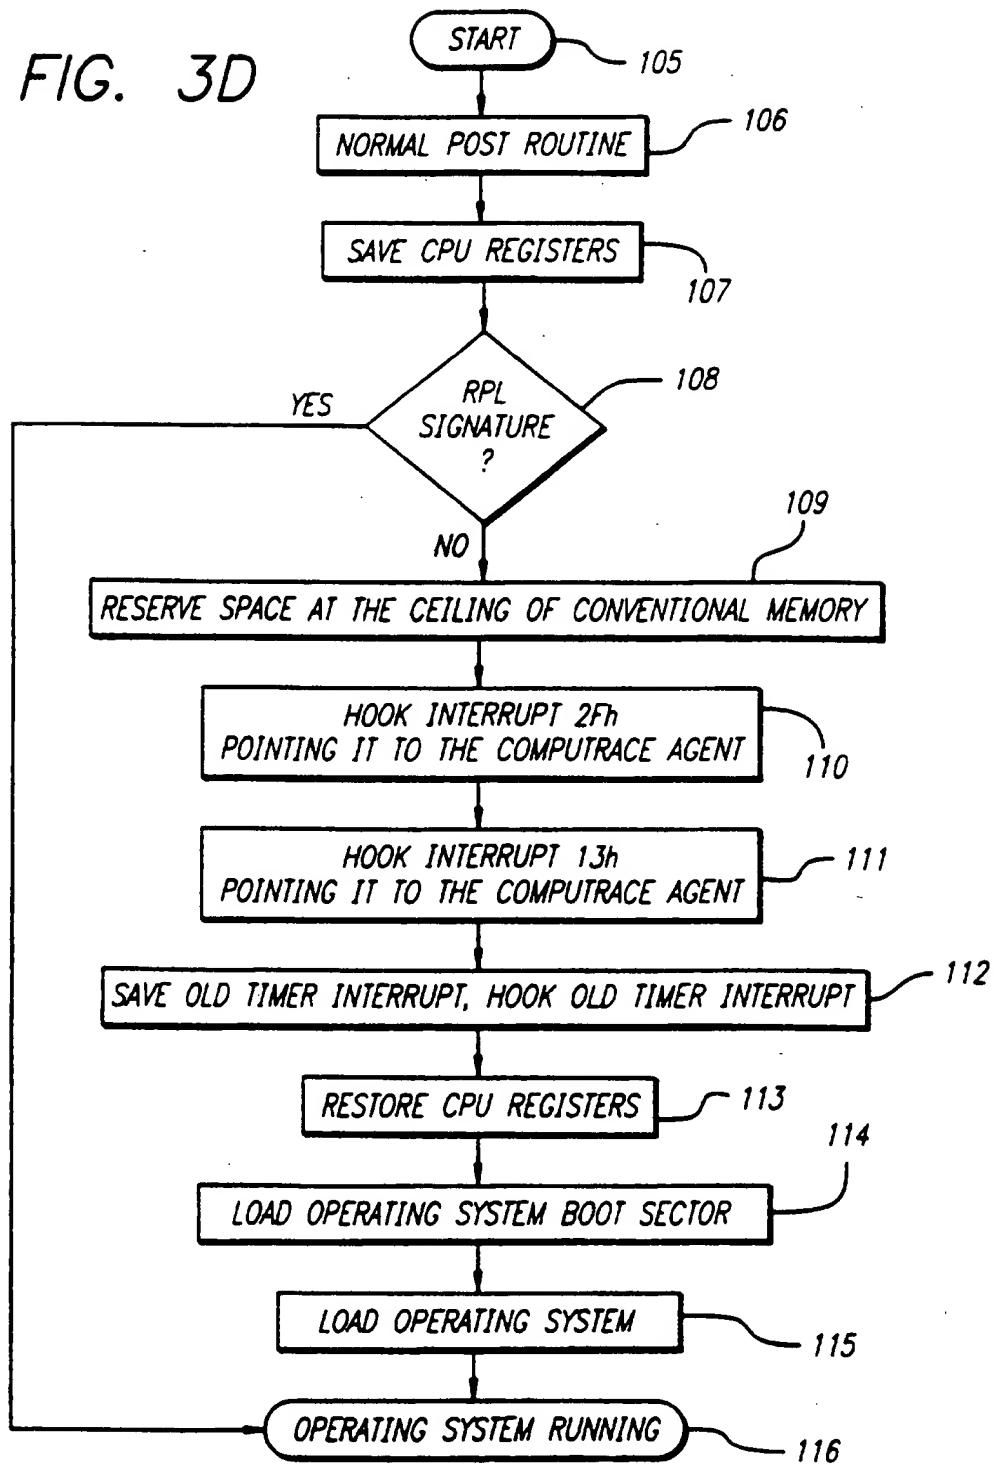 FIG. 3D
START
105
NORMAL POST ROUTINE
106
SAVE CPU REGISTERS
107
RPL
SIGNATURE
?
108
YES
NO
109
RESERVE SPACE AT THE CEILING OF CONVENTIONAL MEMORY
HOOK INTERRUPT 2Fh
POINTING IT TO THE COMPUTRACE AGENT
110
HOOK INTERRUPT 13h
POINTING IT TO THE COMPUTRACE AGENT
111
SAVE OLD TIMER INTERRUPT, HOOK OLD TIMER INTERRUPT
112
RESTORE CPU REGISTERS
113
114
LOAD OPERATING SYSTEM BOOT SECTOR
LOAD OPERATING SYSTEM
115
OPERATING SYSTEM RUNNING
116